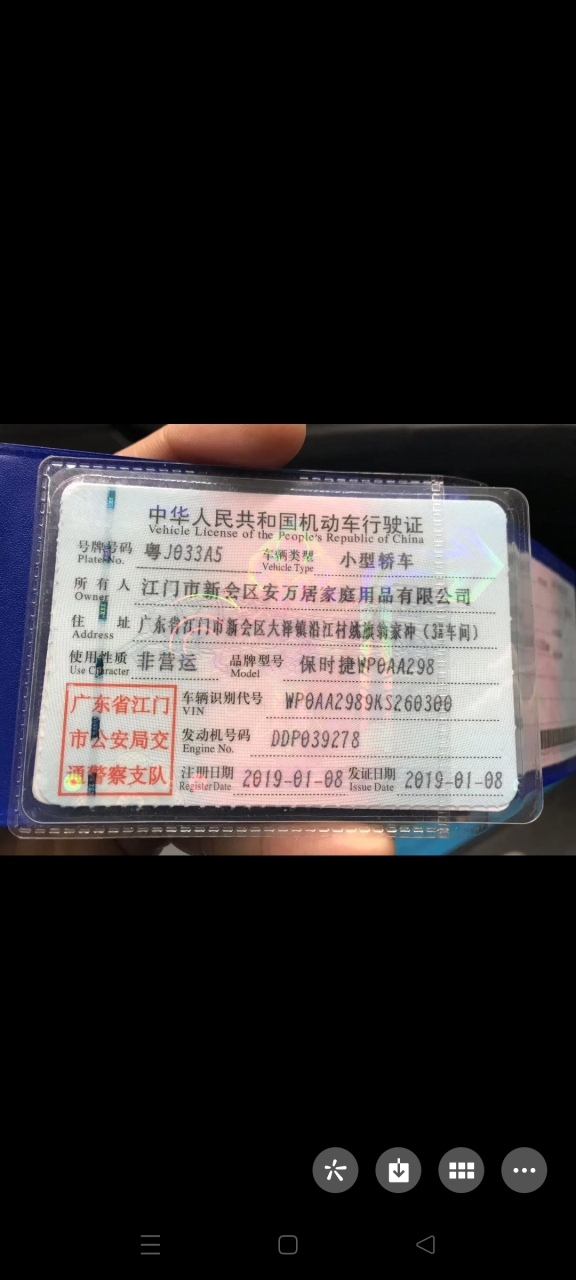 中华人民共和国机动车行驶证
Vehicle License of the People's Republic of China
号牌号码 粤J033A5 车辆类型 小型轿车
Plate No. Vehicle Type
所有人 江门市新会区安万居家庭用品有限公司
Owner
住址 广东省江门市新会区大泽镇沿江村
Address
使用性质 非营运 品牌型号 保时捷WP0AA298
Use Character Model
广东省江门
市公安局交
通警察支队
车辆识别代号 WP0AA2989KS260300
VIN
发动机号码 DDP039278
Engine No.
注册日期 2019-01-08 发证日期 2019-01-08
Register Date Issue Date